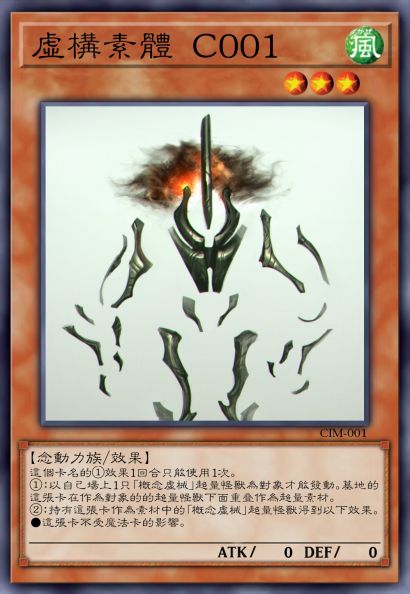 虛構素體 C001
風
CIM-001
【念動力族/效果】
這個卡名的①效果1回合只能使用1次。
①:以自己場上1只「概念虛械」超量怪獸為對象才能發動。墓地的
這張卡在作為對象的的超量怪獸下面重疊作為超量素材。
②:持有這張卡作為素材中的「概念虛械」超量怪獸得到以下效果。
●這張卡不受魔法卡的影響。
ATK/ 0 DEF/ 0